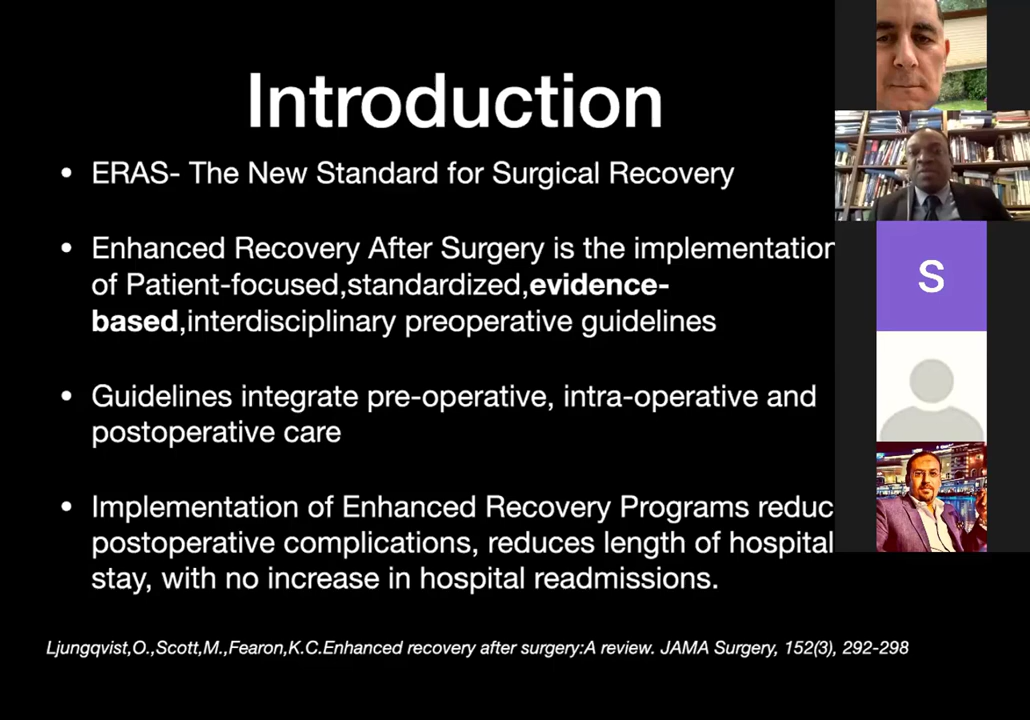 Introduction
• ERAS- The New Standard for Surgical Recovery
• Enhanced Recovery After Surgery is the implementation
of Patient-focused,standardized,evidence-
based,interdisciplinary preoperative guidelines
• Guidelines integrate pre-operative, intra-operative and
postoperative care
• Implementation of Enhanced Recovery Programs reduc
postoperative complications, reduces length of hospital
stay, with no increase in hospital readmissions.
Ljungqvist,O.,Scott,M.,Fearon,K.C.Enhanced recovery after surgery:A review. JAMA Surgery, 152(3), 292-298
S